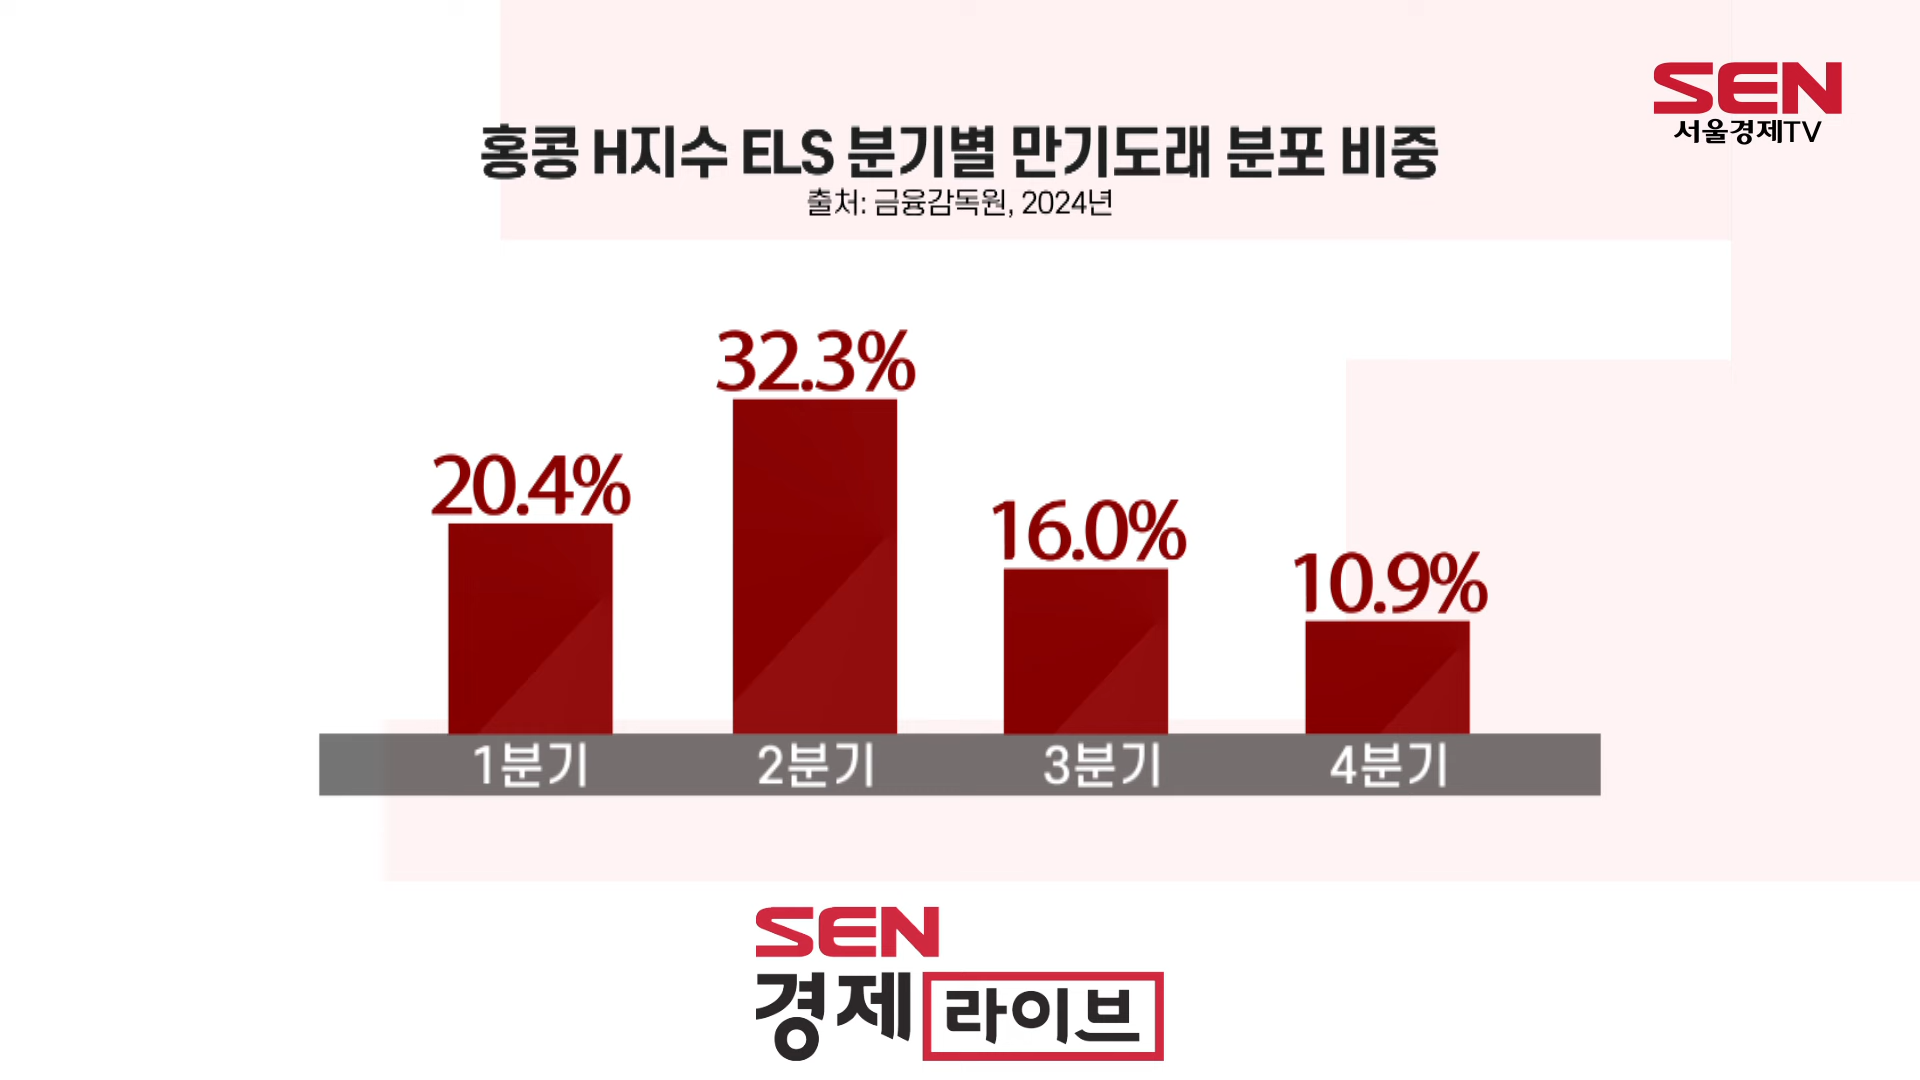 SEN
서울경제TV
홍콩 H지수 ELS 분기별 만기도래 분포 비중
출처: 금융감독원, 2024년
20.4%
32.3%
16.0%
10.9%
1분기
2분기
3분기
4분기
SEN
경제라이브